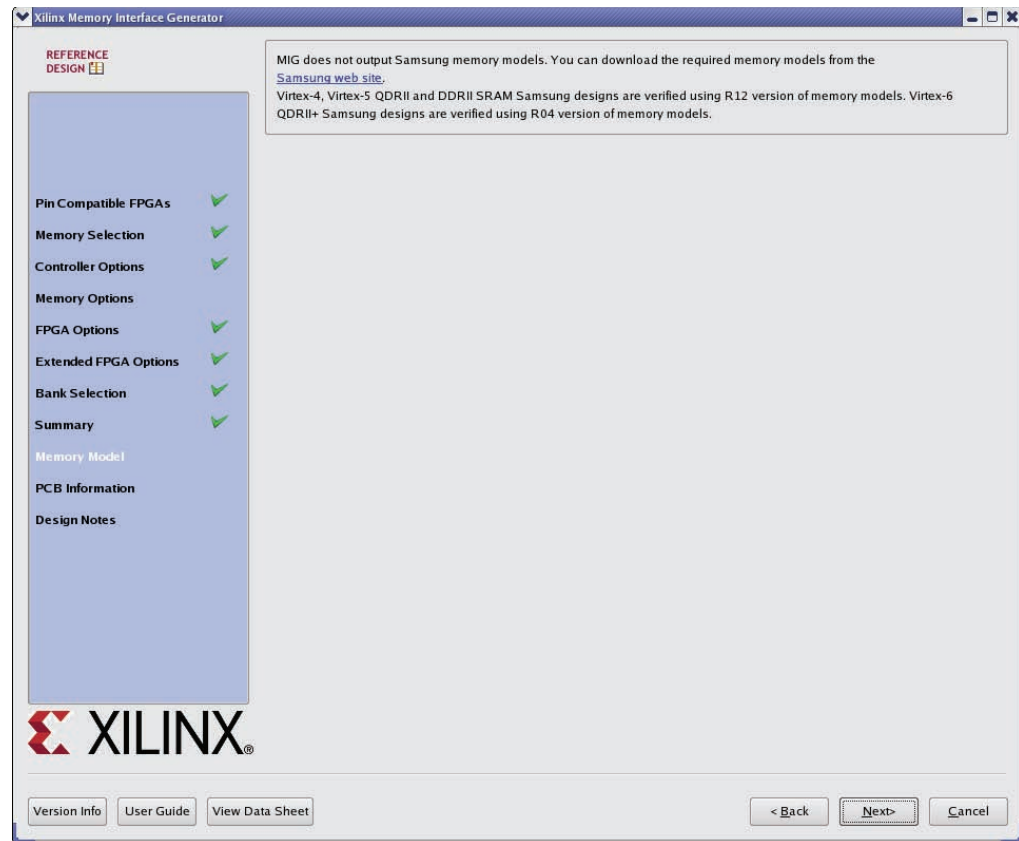 Xilinx Memory Interface Generator
REFERENCE
DESIGN
MIG does not output Samsung memory models. You can download the required memory models from the
Samsung web site.
Virtex-4, Virtex-5 QDRII and DDRII SRAM Samsung designs are verified using R12 version of memory models. Virtex-6
QDRII+ Samsung designs are verified using R04 version of memory models.
Pin Compatible FPGAs
Memory Selection
Controller Options
Memory Options
FPGA Options
Extended FPGA Options
Bank Selection
Summary
Memory Model
PCB Information
Design Notes
XILINX®
Version Info
User Guide
View Data Sheet
< Back
Next>
Cancel